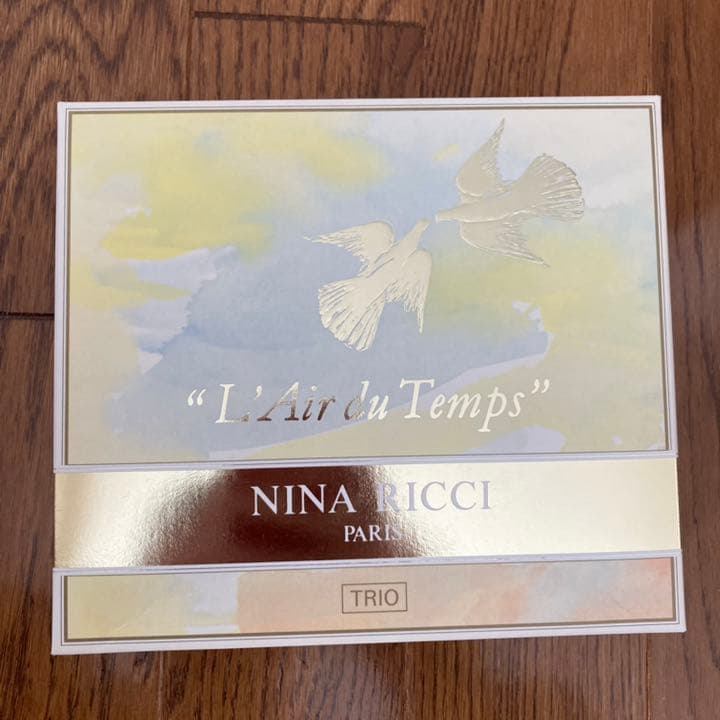 “L’Air du Temps”
NINA RICCI
PARIS
TRIO